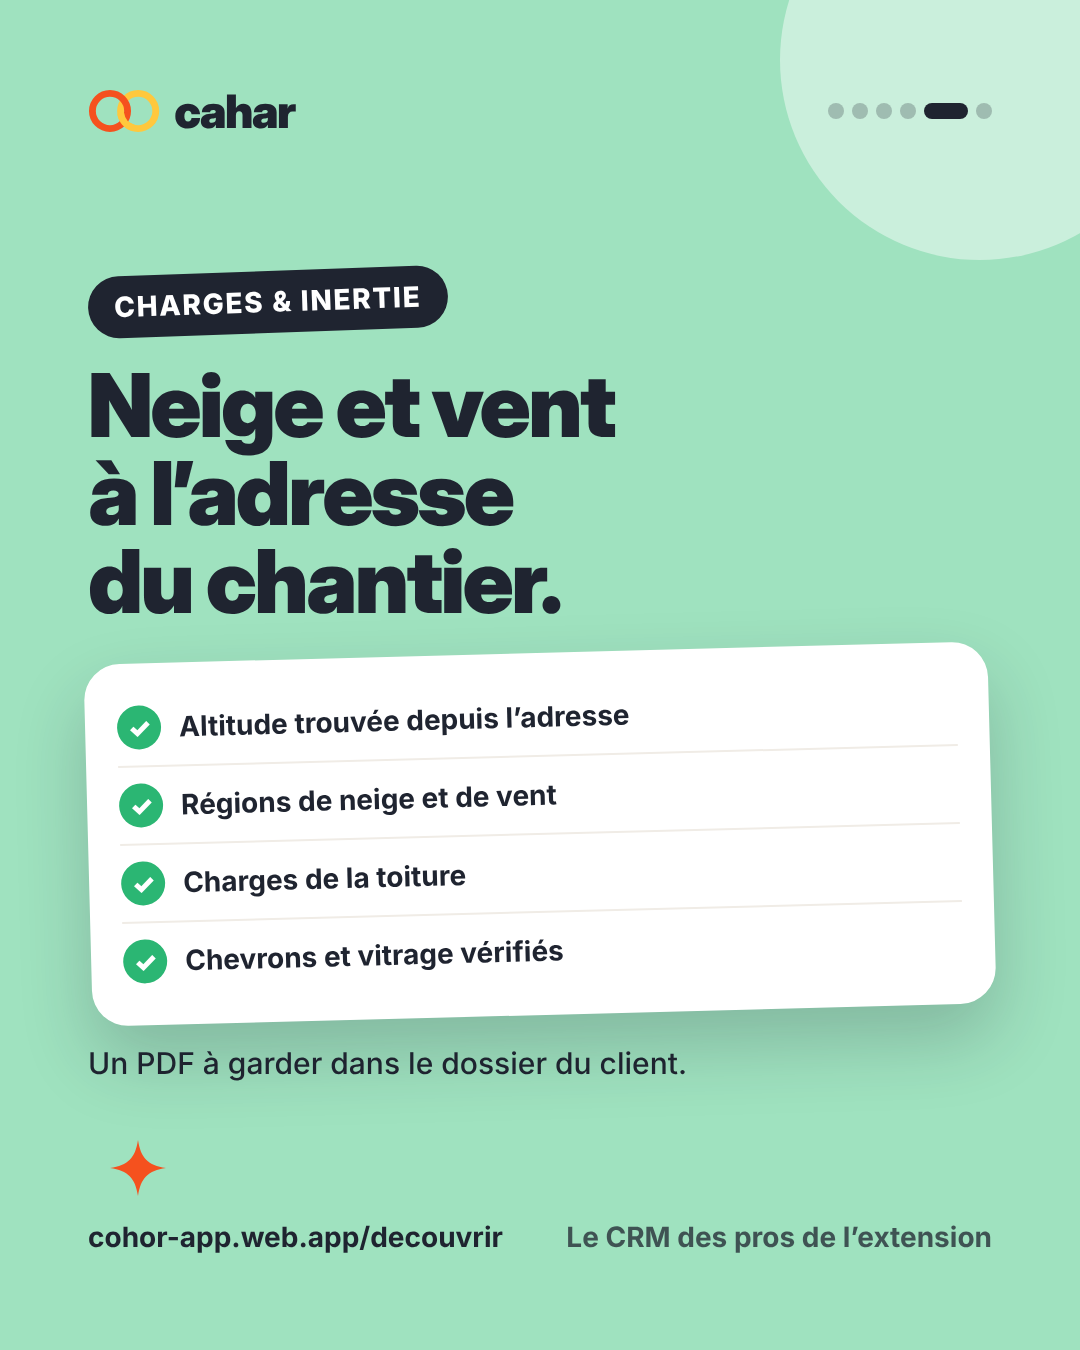 cahar
CHARGES & INERTIE
Neige et vent
à l’adresse
du chantier.
Altitude trouvée depuis l’adresse
Régions de neige et de vent
Charges de la toiture
Chevrons et vitrage vérifiés
Un PDF à garder dans le dossier du client.
cohor-app.web.app/decouvrir
Le CRM des pros de l’extension